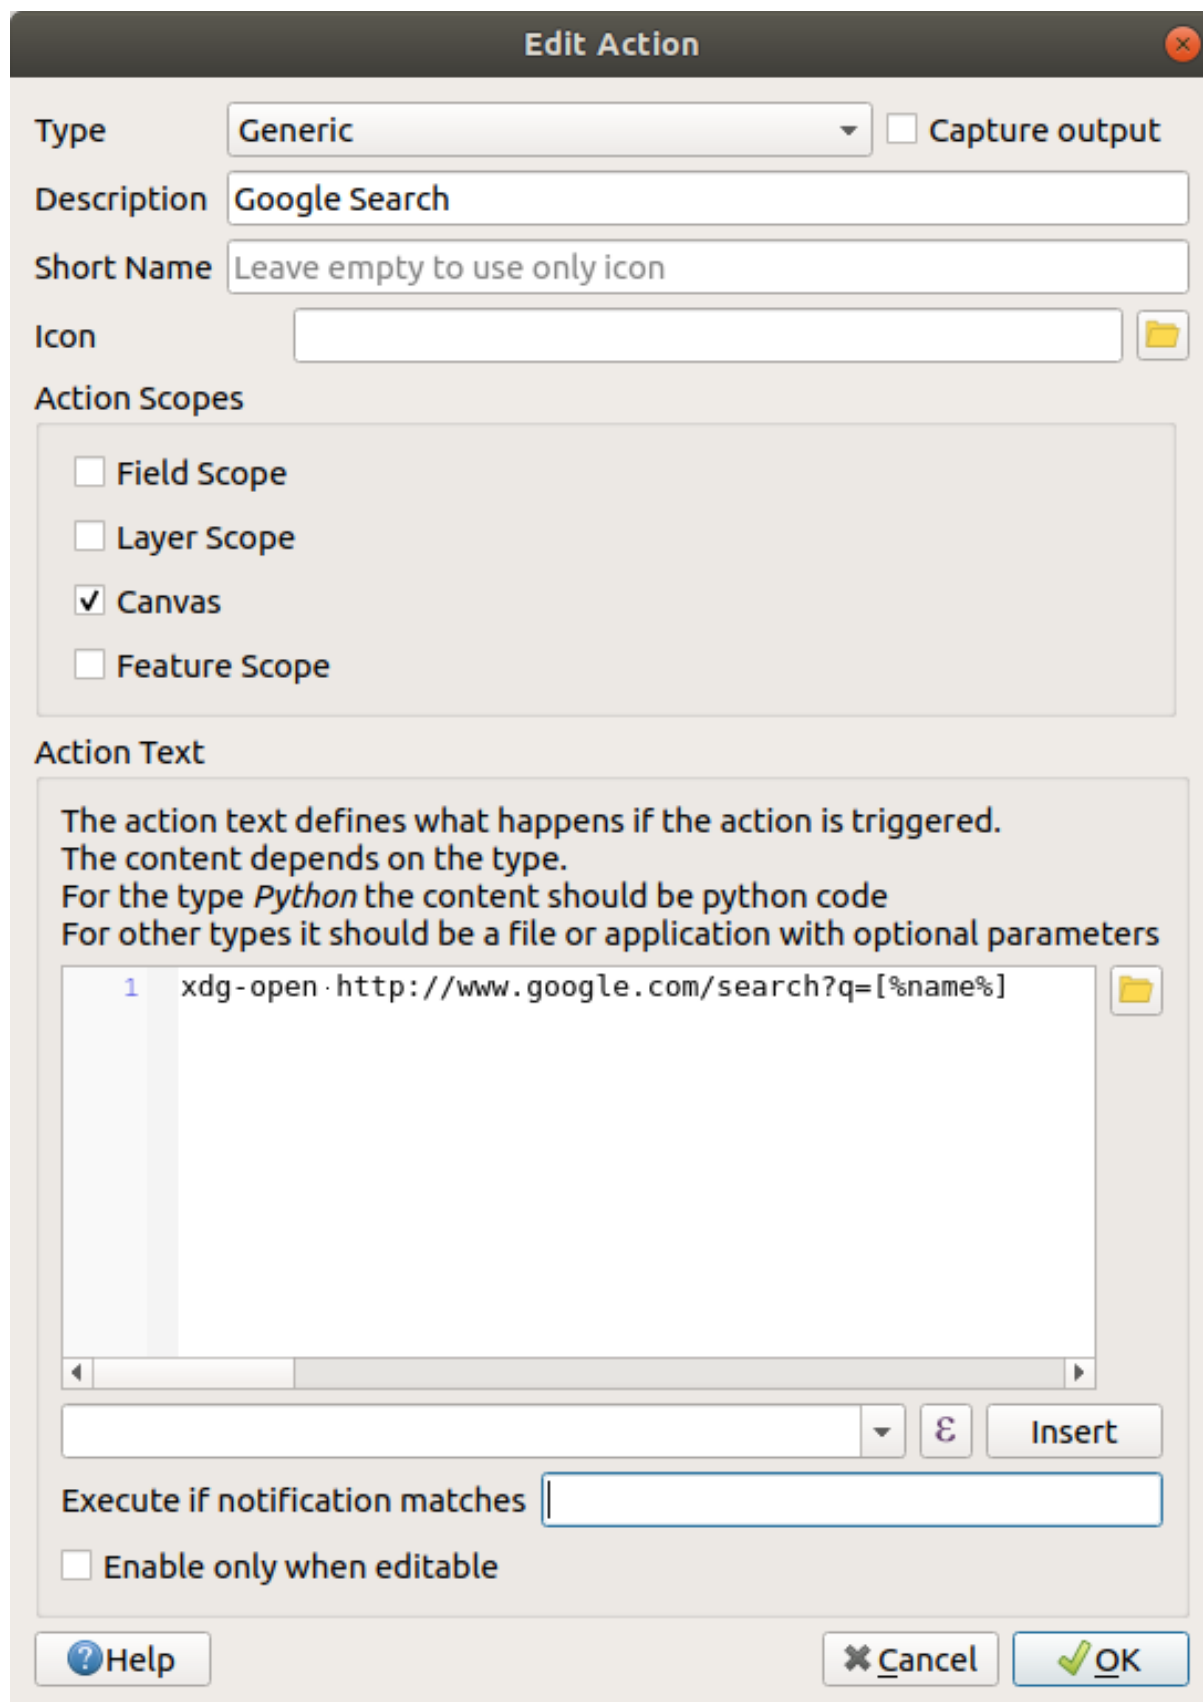 Edit Action
Type Generic Capture output
Description Google Search
Short Name Leave empty to use only icon
Icon
Action Scopes
Field Scope
Layer Scope
Canvas
Feature Scope
Action Text
The action text defines what happens if the action is triggered.
The content depends on the type.
For the type Python the content should be python code
For other types it should be a file or application with optional parameters
1 xdg-open·http://www.google.com/search?q=[%name%]
ε Insert
Execute if notification matches
Enable only when editable
Help Cancel OK